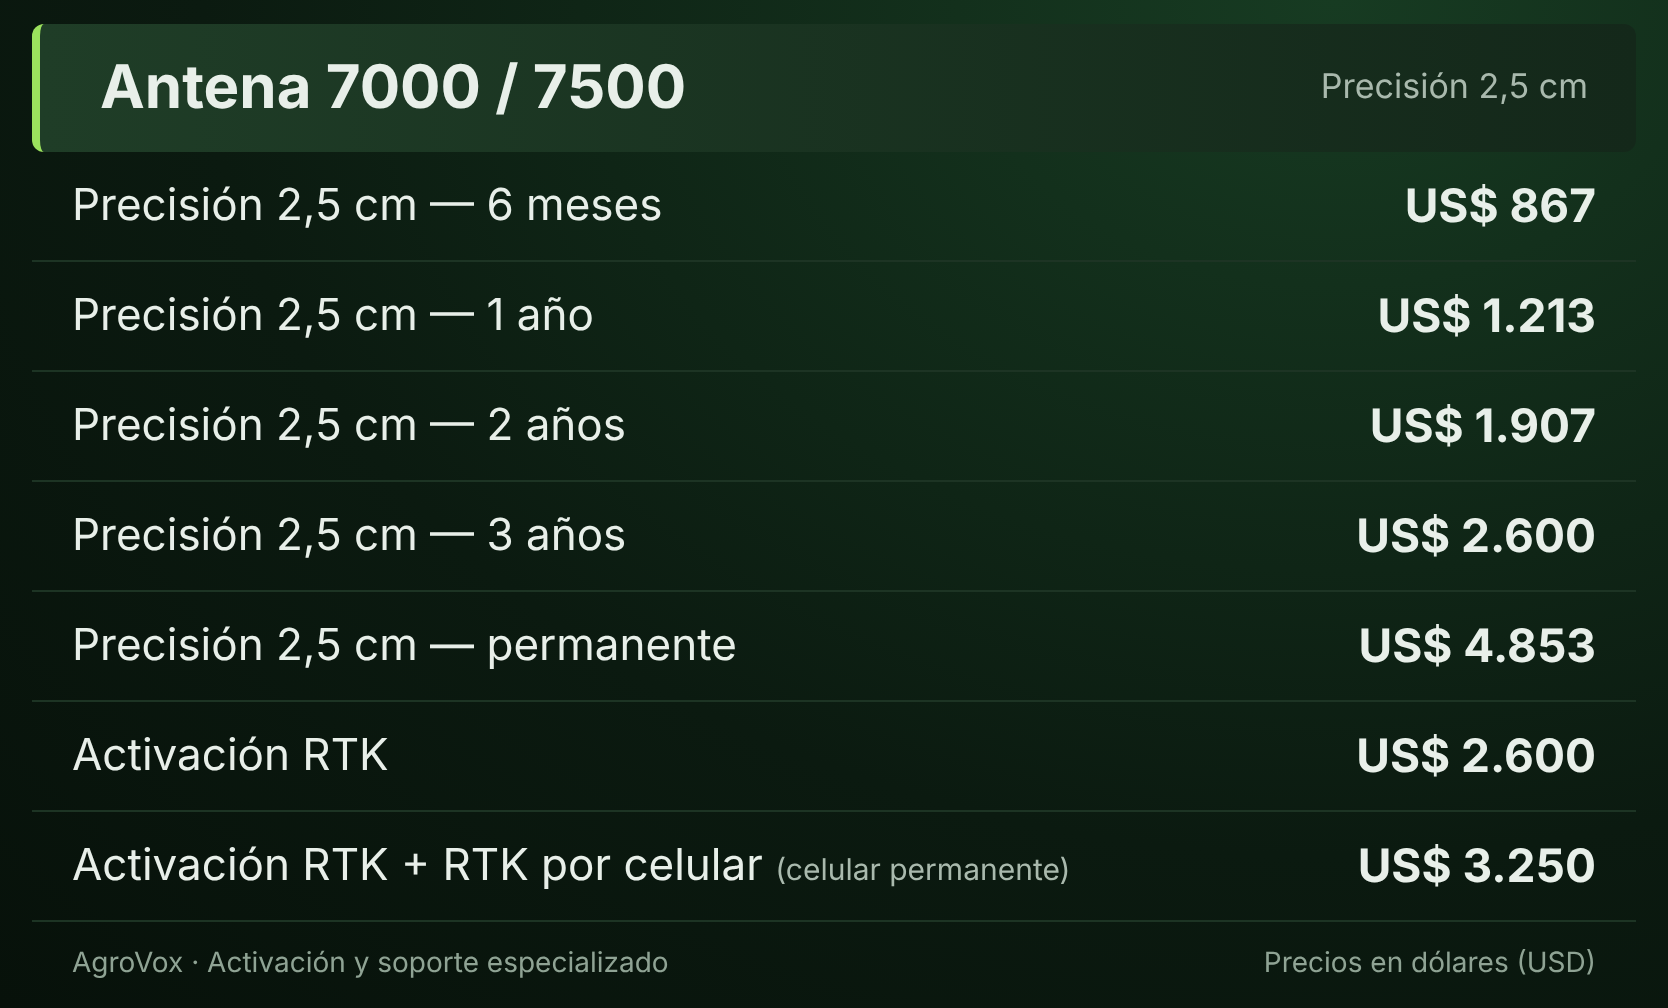 Antena 7000 / 7500
Precisión 2,5 cm
Precisión 2,5 cm — 6 meses US$ 867
Precisión 2,5 cm — 1 año US$ 1.213
Precisión 2,5 cm — 2 años US$ 1.907
Precisión 2,5 cm — 3 años US$ 2.600
Precisión 2,5 cm — permanente US$ 4.853
Activación RTK US$ 2.600
Activación RTK + RTK por celular (celular permanente) US$ 3.250
AgroVox · Activación y soporte especializado
Precios en dólares (USD)